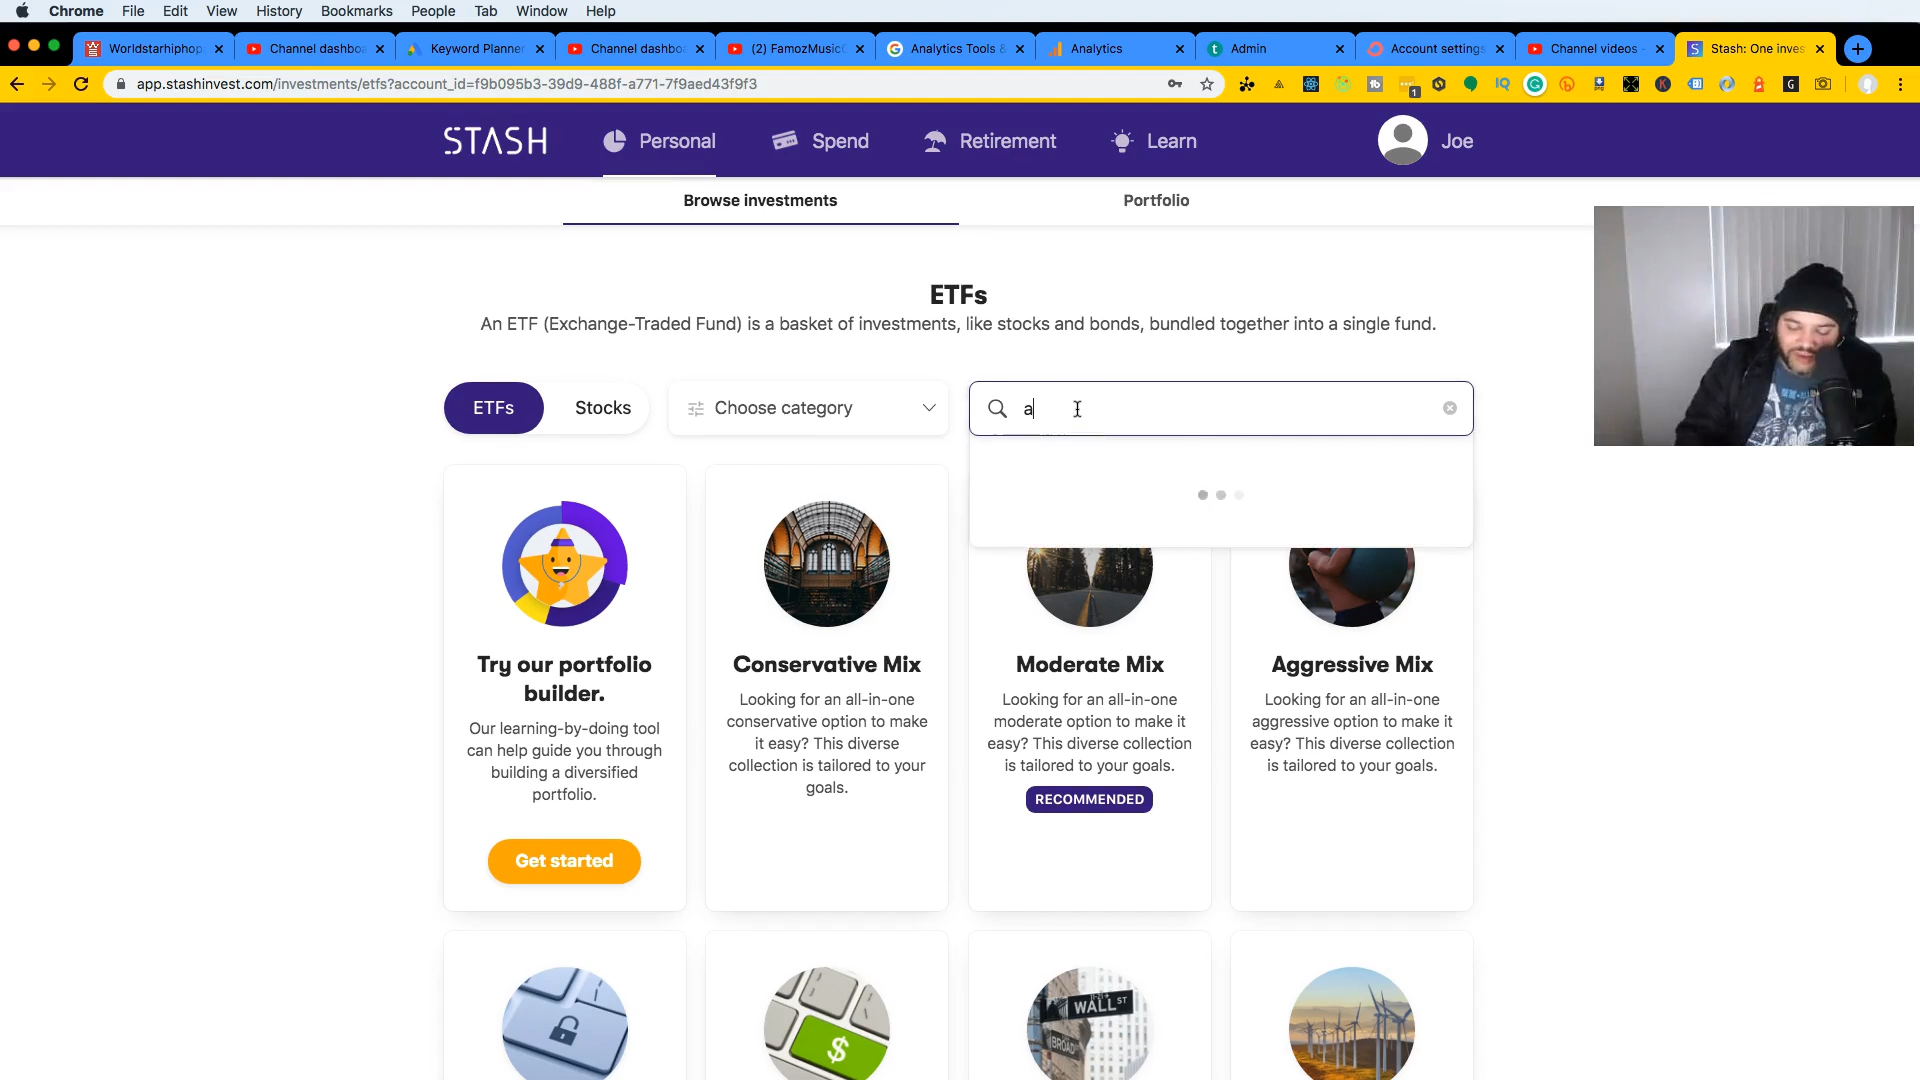 Chrome File Edit View History Bookmarks People Tab Window Help
Worldstarhiphop
Channel dashboa
Keyword Planner
Channel dashboa
(2) FamozMusic
Analytics Tools &
Analytics
Admin
Account settings
Channel videos -
Stash: One inves
app.stashinvest.com/investments/etfs?account_id=f9b095b3-39d9-488f-a771-7f9aed43f9f3
STASH
Personal
Spend
Retirement
Learn
Joe
Browse investments
Portfolio
ETFs
An ETF (Exchange-Traded Fund) is a basket of investments, like stocks and bonds, bundled together into a single fund.
ETFs
Stocks
Choose category
a
Try our portfolio
builder.
Our learning-by-doing tool
can help guide you through
building a diversified
portfolio.
Get started
Conservative Mix
Looking for an all-in-one
conservative option to make
it easy? This diverse
collection is tailored to your
goals.
Moderate Mix
Looking for an all-in-one
moderate option to make it
easy? This diverse collection
is tailored to your goals.
RECOMMENDED
Aggressive Mix
Looking for an all-in-one
aggressive option to make it
easy? This diverse collection
is tailored to your goals.
$
WALL ST
BROAD